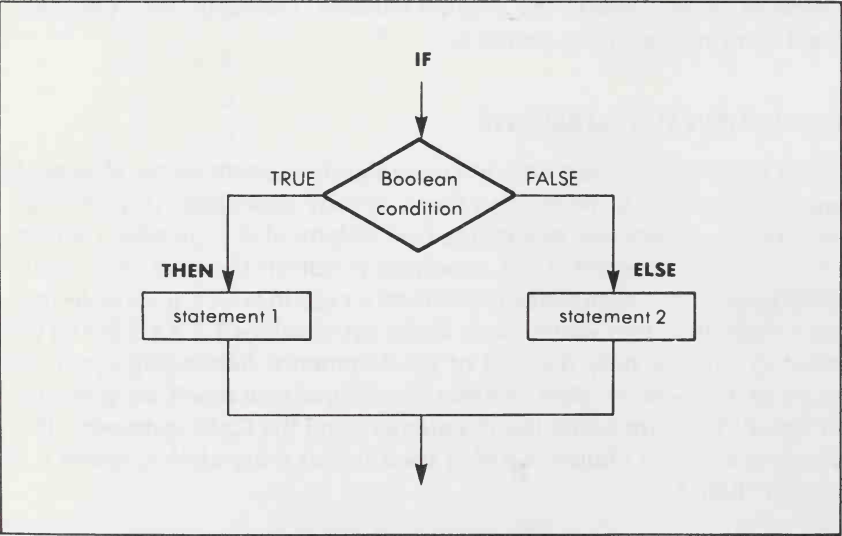 IF
TRUE
Boolean
condition
FALSE
THEN
ELSE
statement 1
statement 2